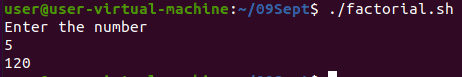 user@user-virtual-machine:~/09Sept$ ./factorial.sh
Enter the number
5
120